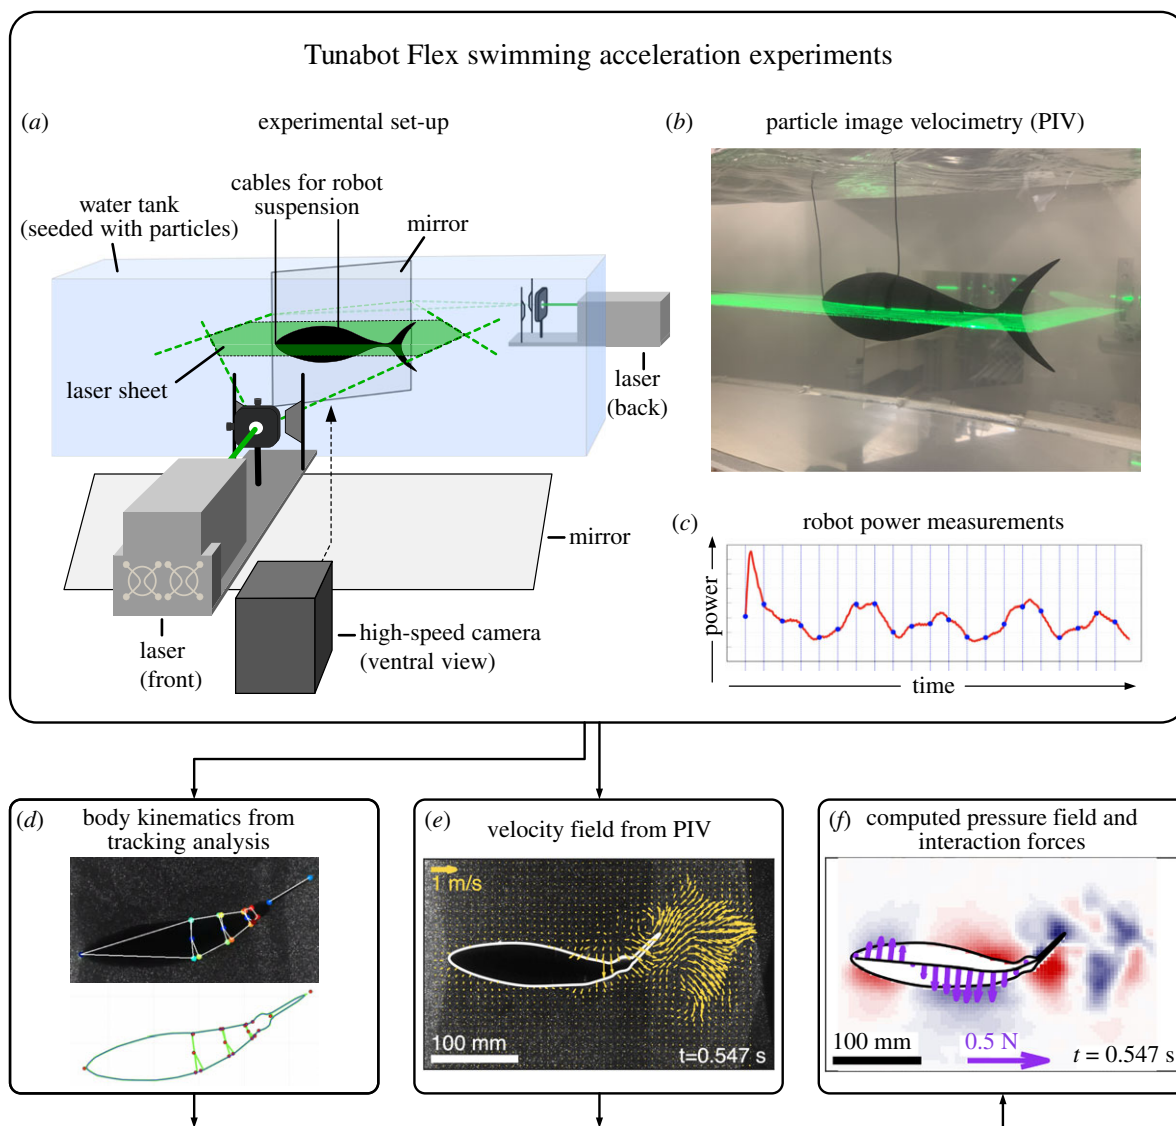 Tunabot Flex swimming acceleration experiments
(a)
experimental set-up
cables for robot
suspension
water tank
(seeded with particles)
mirror
laser sheet
laser
(back)
mirror
laser
(front)
high-speed camera
(ventral view)
(b)
particle image velocimetry (PIV)
(c)
robot power measurements
power
time
(d)
body kinematics from
tracking analysis
(e)
velocity field from PIV
1 m/s
100 mm
t=0.547 s
(f)
computed pressure field and
interaction forces
100 mm
0.5 N
t = 0.547 s